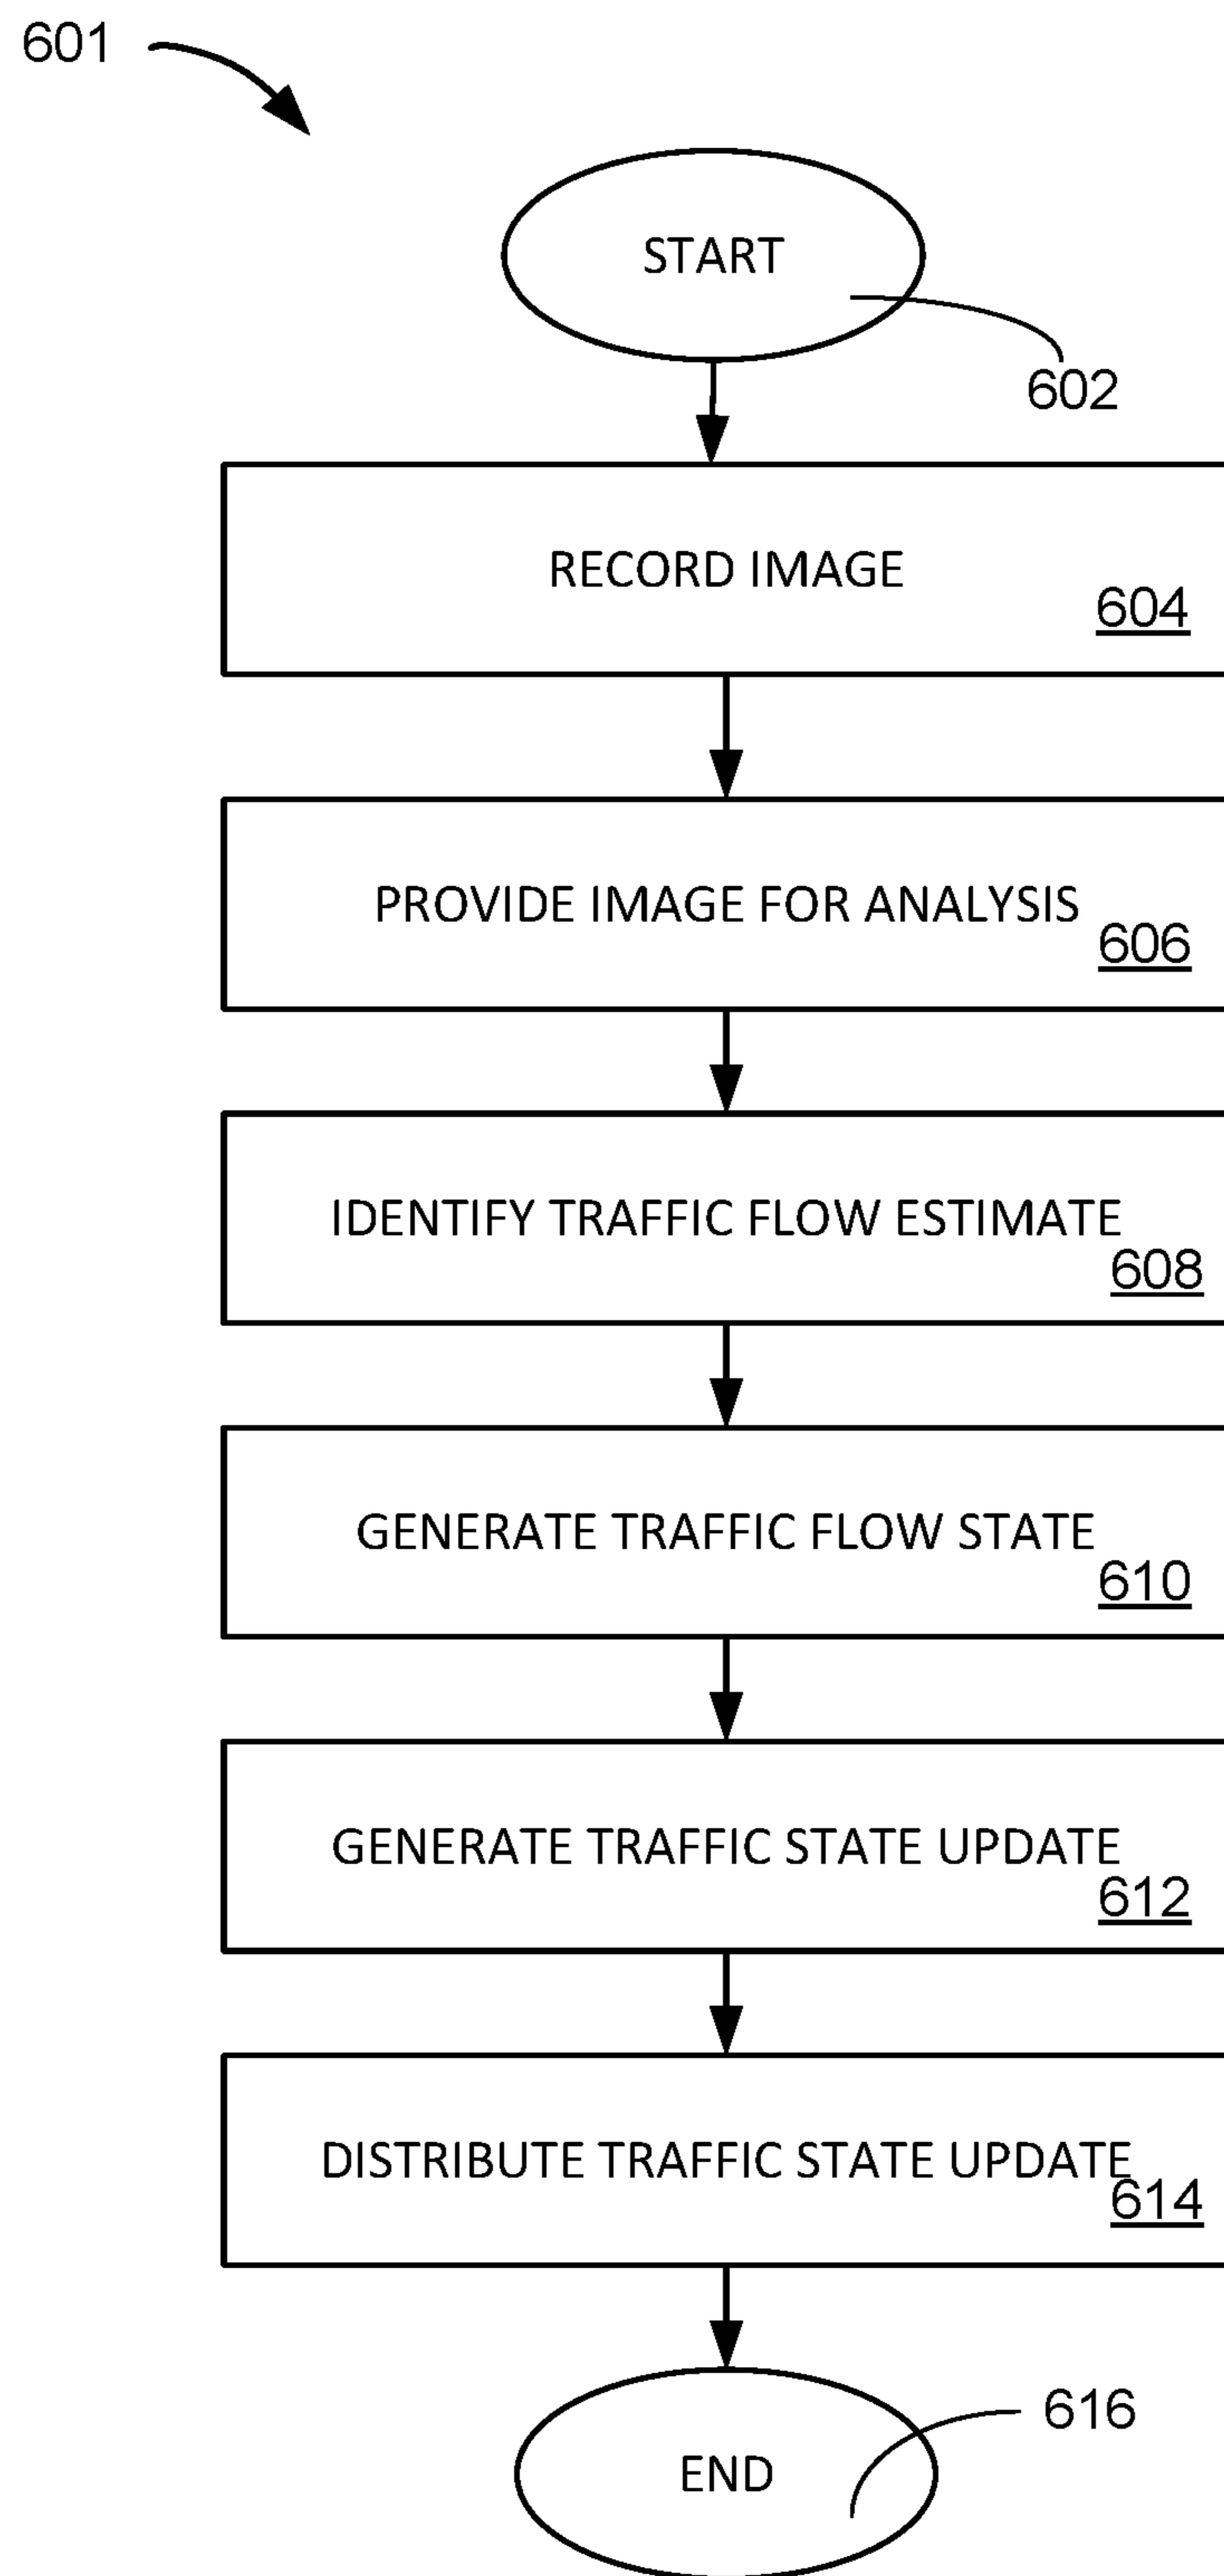 601
START
602
RECORD IMAGE
604
PROVIDE IMAGE FOR ANALYSIS
606
IDENTIFY TRAFFIC FLOW ESTIMATE
608
GENERATE TRAFFIC FLOW STATE
610
GENERATE TRAFFIC STATE UPDATE
612
DISTRIBUTE TRAFFIC STATE UPDATE
614
616
END